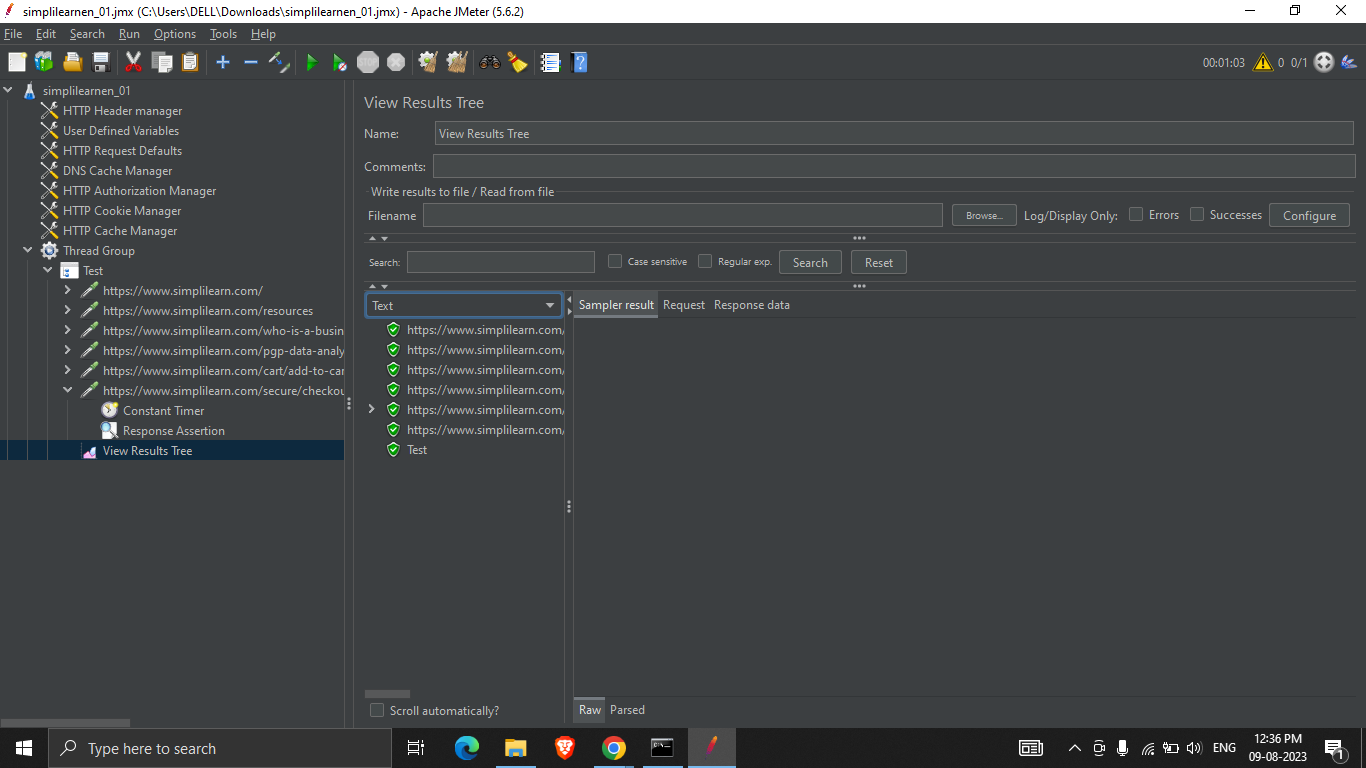 simplilearnen_01.jmx (C:\Users\DELL\Downloads\simplilearnen_01.jmx) - Apache JMeter (5.6.2)
File Edit Search Run Options Tools Help
STOP 00:01:03 0 0/1
simplilearnen_01
HTTP Header manager
User Defined Variables
HTTP Request Defaults
DNS Cache Manager
HTTP Authorization Manager
HTTP Cookie Manager
HTTP Cache Manager
Thread Group
Test
https://www.simplilearn.com/
https://www.simplilearn.com/resources
https://www.simplilearn.com/who-is-a-busin
https://www.simplilearn.com/pgp-data-analy
https://www.simplilearn.com/cart/add-to-car
https://www.simplilearn.com/secure/checkou
Constant Timer
Response Assertion
View Results Tree
View Results Tree
Name: View Results Tree
Comments:
Write results to file / Read from file
Filename Browse... Log/Display Only: Errors Successes Configure
Search: Case sensitive Regular exp. Search Reset
Text
Sampler result Request Response data
https://www.simplilearn.com/
https://www.simplilearn.com/
https://www.simplilearn.com/
https://www.simplilearn.com/
https://www.simplilearn.com/
https://www.simplilearn.com/
Test
Scroll automatically?
Raw Parsed
Type here to search
ENG
12:36 PM
09-08-2023
1